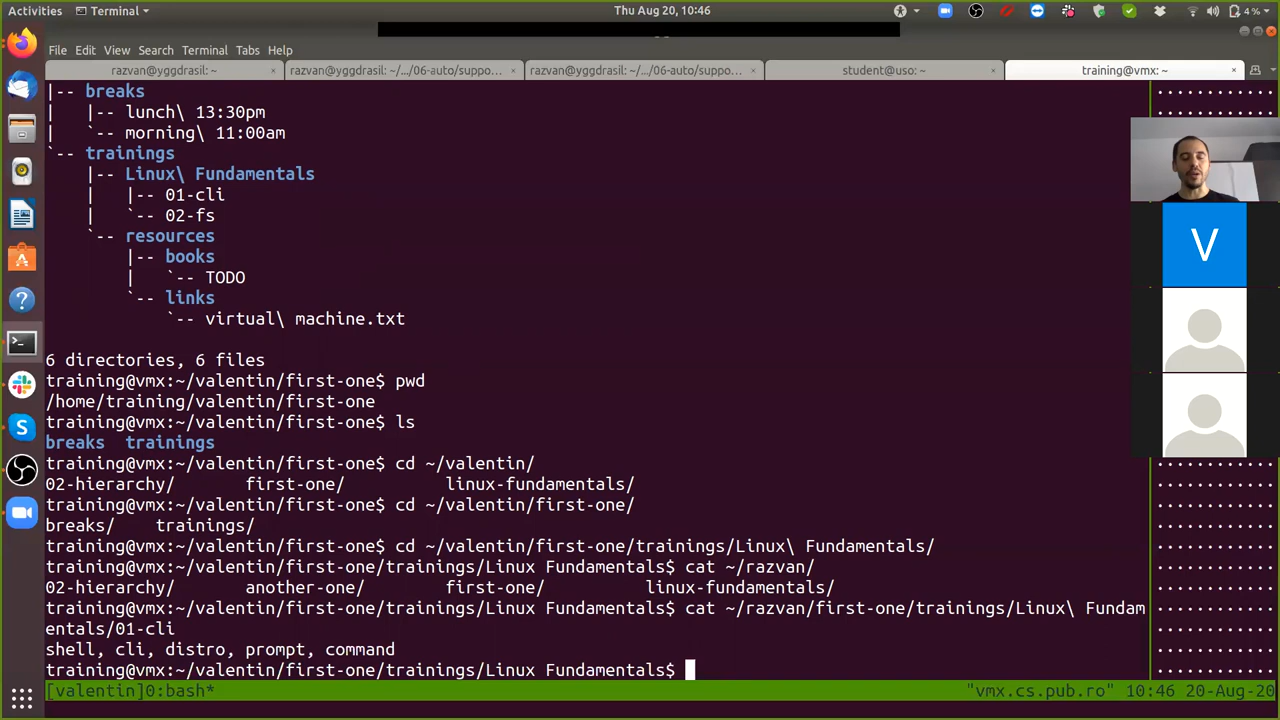 Activities Terminal Thu Aug 20, 10:46 4 %
File Edit View Search Terminal Tabs Help
razvan@yggdrasil: ~ × razvan@yggdrasil: ~/.../06-auto/suppo... × razvan@yggdrasil: ~/.../06-auto/suppo... × student@uso: ~ × training@vmx: ~ ×
|-- breaks
|   |-- lunch\ 13:30pm
|   `-- morning\ 11:00am
`-- trainings
    |-- Linux\ Fundamentals
    |   |-- 01-cli
    |   `-- 02-fs
    `-- resources
        |-- books
        |   `-- TODO
        `-- links
            `-- virtual\ machine.txt
6 directories, 6 files
training@vmx:~/valentin/first-one$ pwd
/home/training/valentin/first-one
training@vmx:~/valentin/first-one$ ls
breaks  trainings
training@vmx:~/valentin/first-one$ cd ~/valentin/
02-hierarchy/       first-one/          linux-fundamentals/
training@vmx:~/valentin/first-one$ cd ~/valentin/first-one/
breaks/    trainings/
training@vmx:~/valentin/first-one$ cd ~/valentin/first-one/trainings/Linux\ Fundamentals/
training@vmx:~/valentin/first-one/trainings/Linux Fundamentals$ cat ~/razvan/
02-hierarchy/       another-one/        first-one/          linux-fundamentals/
training@vmx:~/valentin/first-one/trainings/Linux Fundamentals$ cat ~/razvan/first-one/trainings/Linux\ Fundam
entals/01-cli
shell, cli, distro, prompt, command
training@vmx:~/valentin/first-one/trainings/Linux Fundamentals$
[valentin]0:bash* "vmx.cs.pub.ro" 10:46 20-Aug-20
V